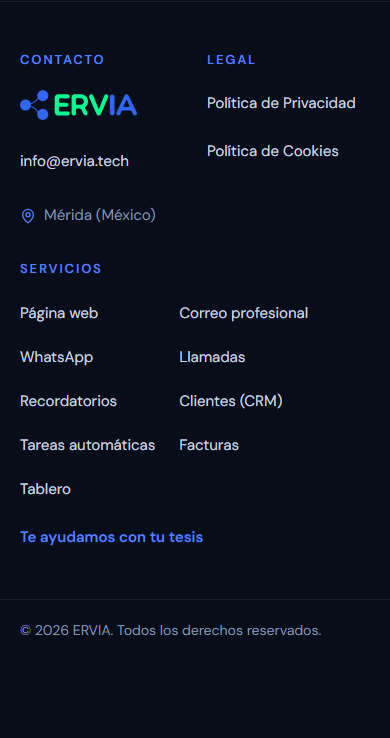 CONTACTO
ERVIA
info@ervia.tech
Mérida (México)
LEGAL
Política de Privacidad
Política de Cookies
SERVICIOS
Página web
Correo profesional
WhatsApp
Llamadas
Recordatorios
Clientes (CRM)
Tareas automáticas
Facturas
Tablero
Te ayudamos con tu tesis
© 2026 ERVIA. Todos los derechos reservados.